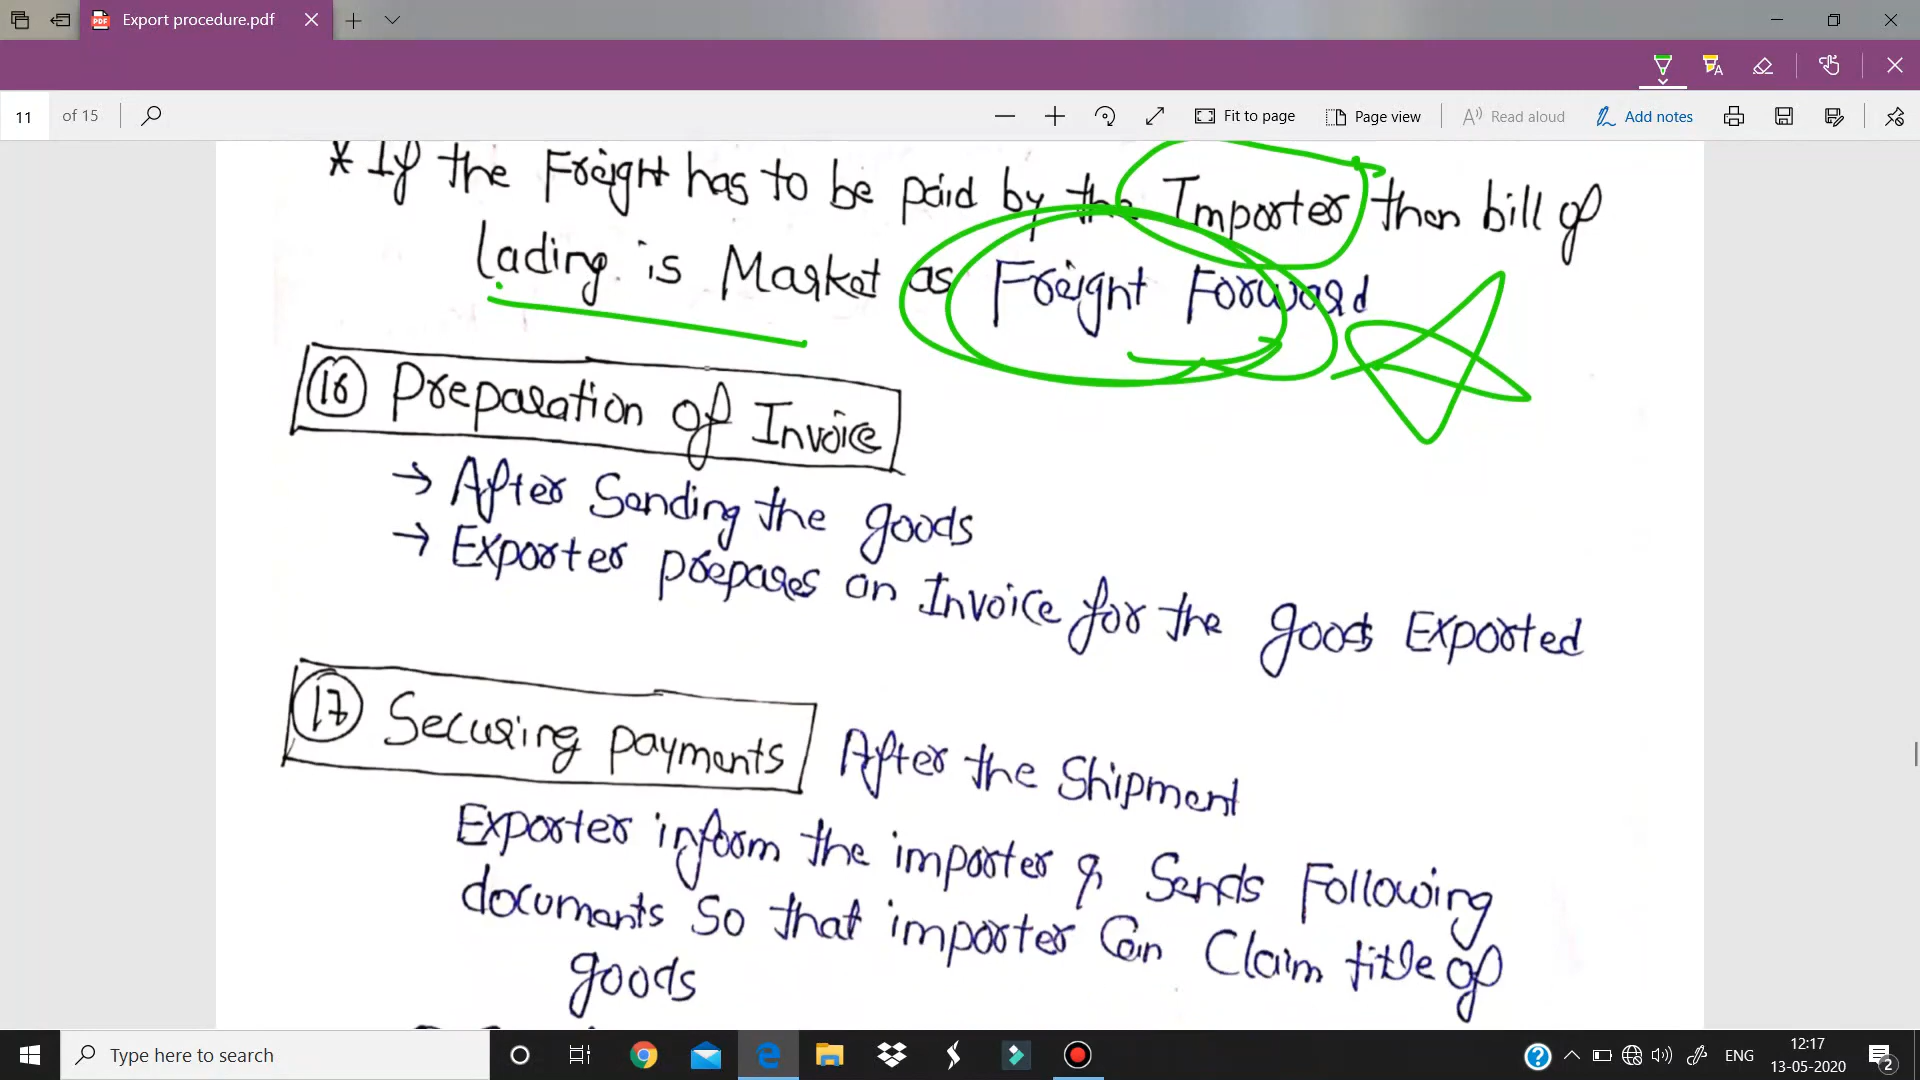 Export procedure.pdf
11 of 15
Fit to page
Page view
Read aloud
Add notes
* If the Freight has to be paid by the Importer then bill of
lading is Market as Freight Forward
16 Preparation of Invoice
→ After Sending the goods
→ Exporter prepares an Invoice for the goods Exported
17 Securing payments After the Shipment
Exporter inform the importer & Sends Following
documents So that importer Can Claim title of
goods
Type here to search
ENG
12:17
13-05-2020
2